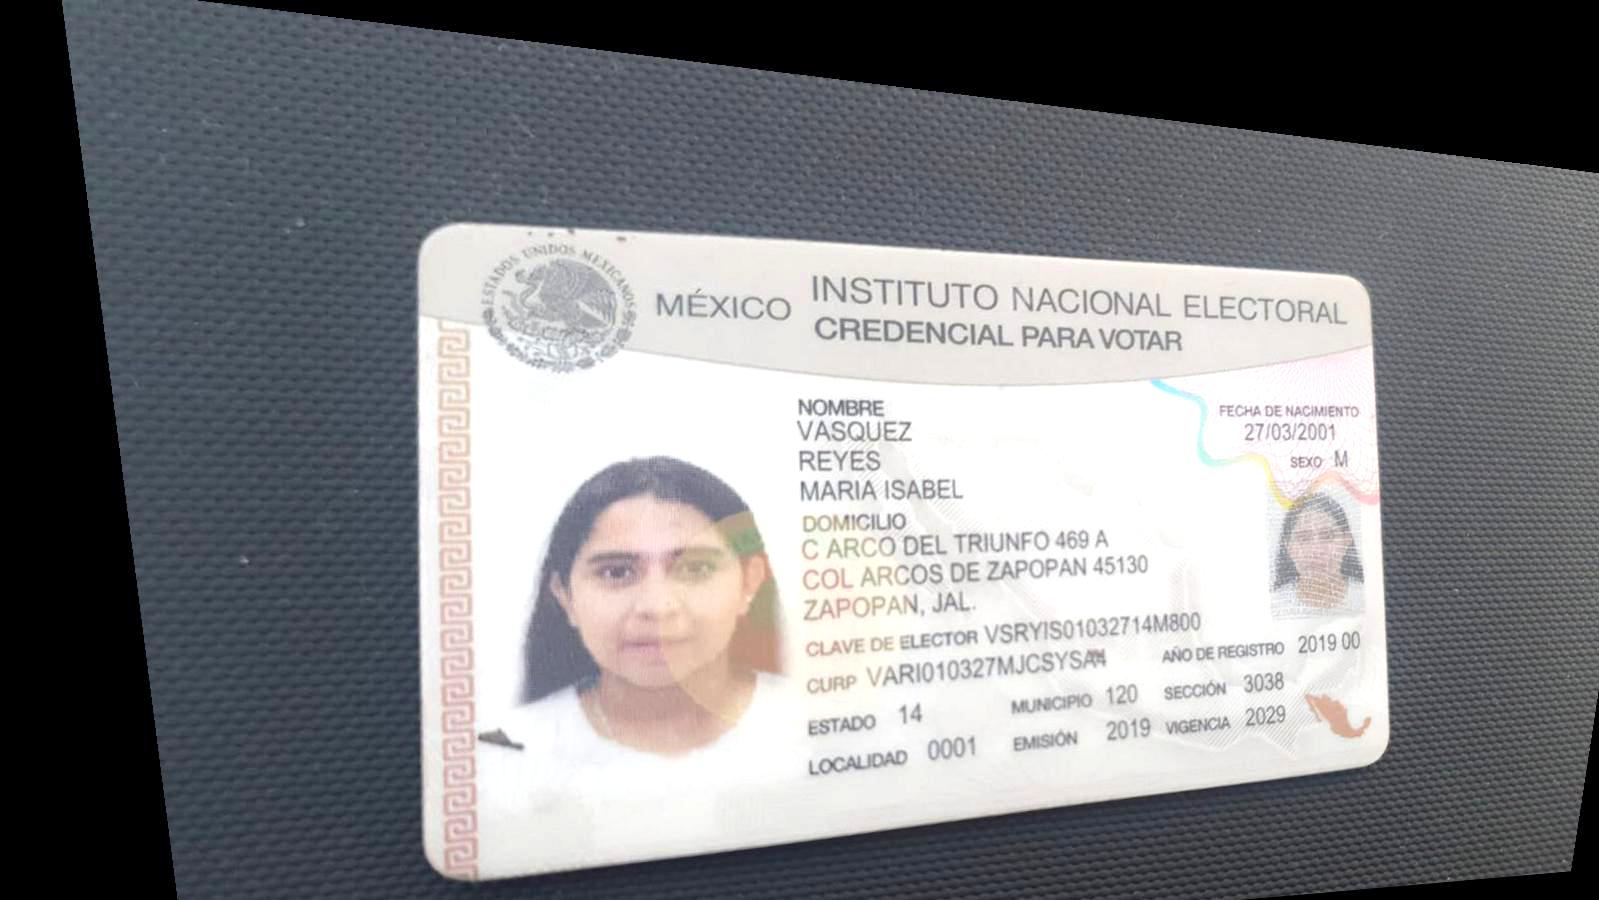 ESTADOS UNIDOS MEXICANOS
MÉXICO INSTITUTO NACIONAL ELECTORAL
CREDENCIAL PARA VOTAR
NOMBRE
VASQUEZ
REYES
MARIA ISABEL
FECHA DE NACIMIENTO
27/03/2001
SEXO M
DOMICILIO
C ARCO DEL TRIUNFO 469 A
COL ARCOS DE ZAPOPAN 45130
ZAPOPAN, JAL.
CLAVE DE ELECTOR VSRYIS01032714M800
CURP AÑO DE REGISTRO 2019 00
ESTADO 14 MUNICIPIO 120 SECCIÓN 3038
LOCALIDAD 0001 EMISIÓN 2019 VIGENCIA 2029